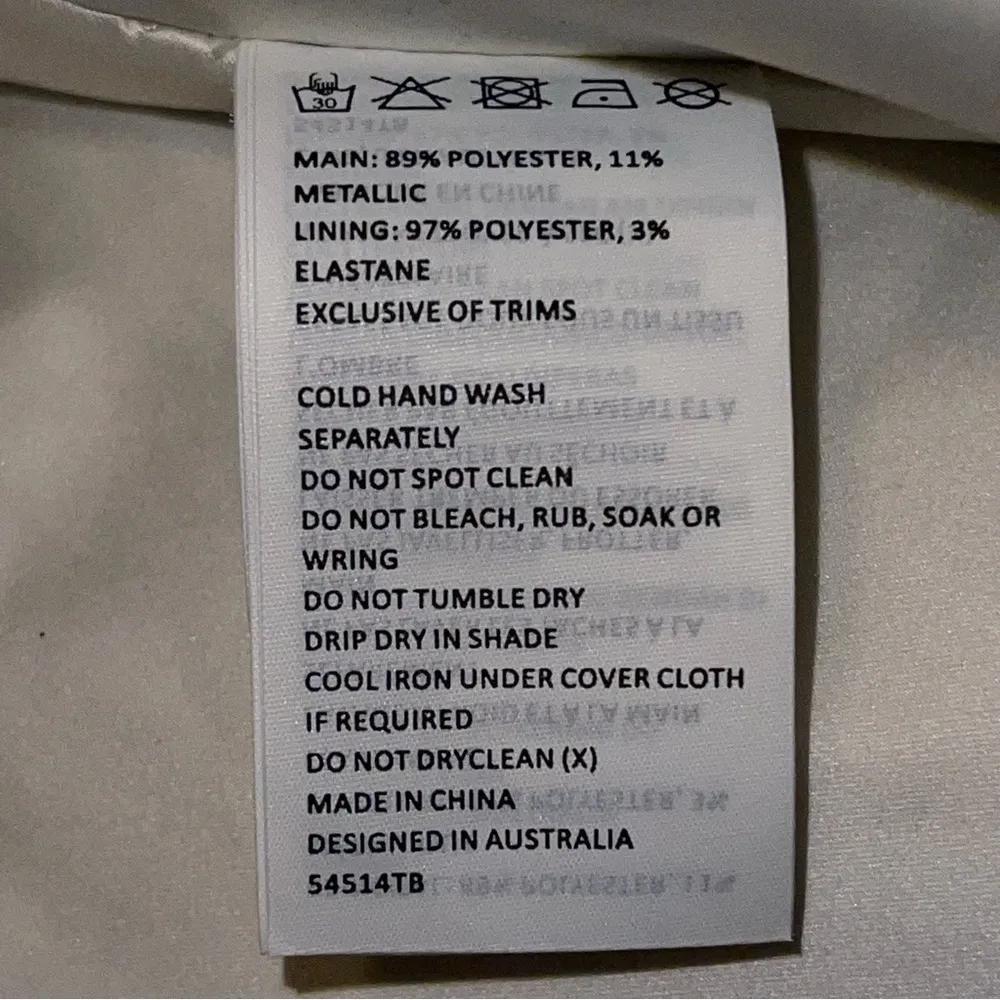 30
MAIN: 89% POLYESTER, 11%
METALLIC
LINING: 97% POLYESTER, 3%
ELASTANE
EXCLUSIVE OF TRIMS
COLD HAND WASH
SEPARATELY
DO NOT SPOT CLEAN
DO NOT BLEACH, RUB, SOAK OR
WRING
DO NOT TUMBLE DRY
DRIP DRY IN SHADE
COOL IRON UNDER COVER CLOTH
IF REQUIRED
DO NOT DRYCLEAN (X)
MADE IN CHINA
DESIGNED IN AUSTRALIA
54514TB